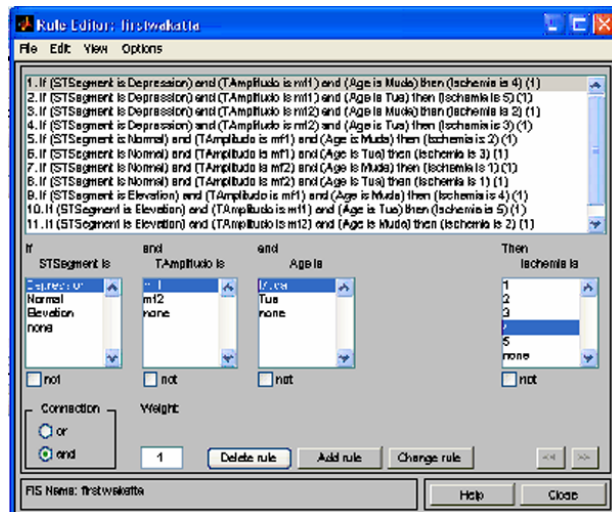 Rule Editor: firstwakatta
File Edit View Options
1. If (STSegment is Depression) and (TAmplitudo is mf1) and (Age is Muda) then (Ischemia is 4) (1)
2. If (STSegment is Depression) and (TAmplitudo is mf1) and (Age is Tua) then (Ischemia is 5) (1)
3. If (STSegment is Depression) and (TAmplitudo is mf2) and (Age is Muda) then (Ischemia is 2) (1)
4. If (STSegment is Depression) and (TAmplitudo is mf2) and (Age is Tua) then (Ischemia is 3) (1)
5. If (STSegment is Normal) and (TAmplitudo is mf1) and (Age is Muda) then (Ischemia is 2) (1)
6. If (STSegment is Normal) and (TAmplitudo is mf1) and (Age is Tua) then (Ischemia is 3) (1)
7. If (STSegment is Normal) and (TAmplitudo is mf2) and (Age is Muda) then (Ischemia is 1) (1)
8. If (STSegment is Normal) and (TAmplitudo is mf2) and (Age is Tua) then (Ischemia is 1) (1)
9. If (STSegment is Elevation) and (TAmplitudo is mf1) and (Age is Muda) then (Ischemia is 4) (1)
10. If (STSegment is Elevation) and (TAmplitudo is mf1) and (Age is Tua) then (Ischemia is 5) (1)
11. If (STSegment is Elevation) and (TAmplitudo is mf2) and (Age is Muda) then (Ischemia is 2) (1)
If and and Then
STSegment is TAmplitudo is Age is Ischemia is
Depression mf1 Muda 1
Normal mf2 Tua 2
Elevation none none 3
none 4
5
none
not not not not
Connection Weight:
or
and 1 Delete rule Add rule Change rule << >>
FIS Name: firstwakatta Help Close